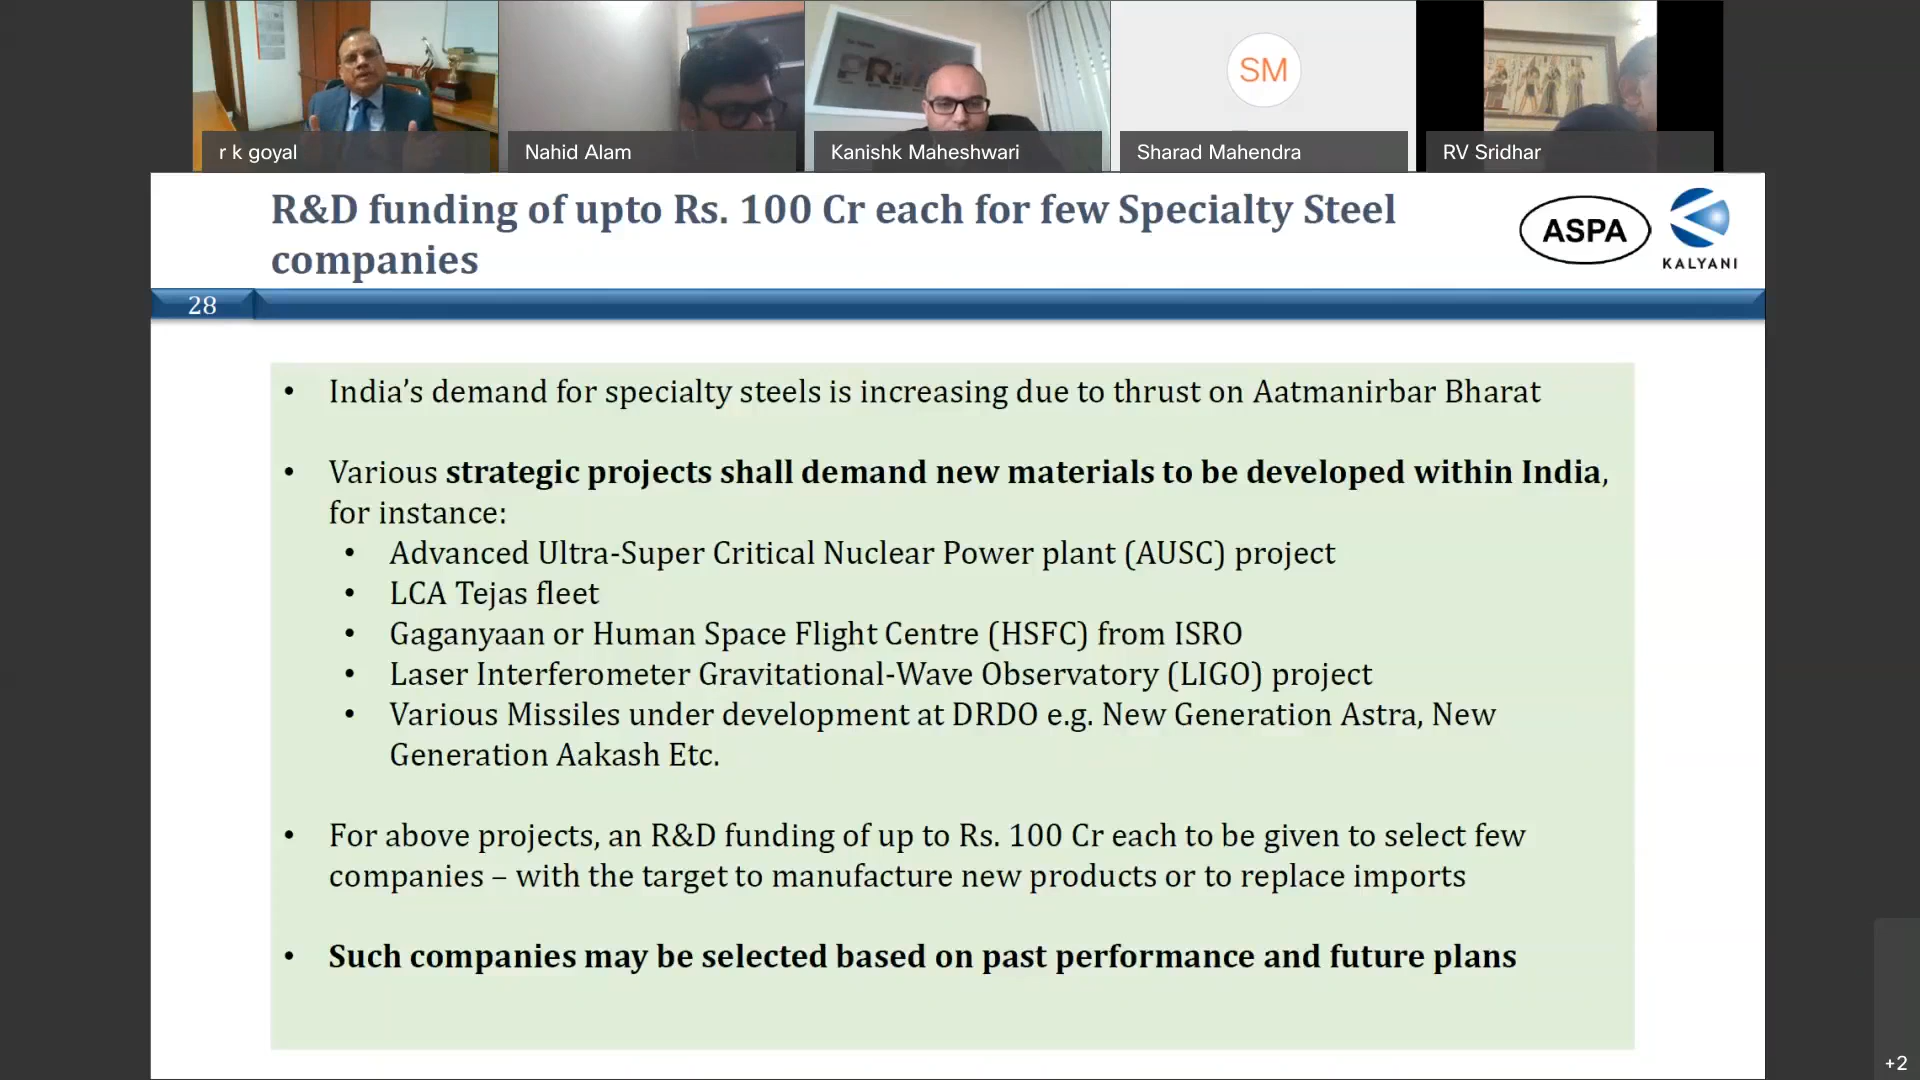 r k goyal
Nahid Alam
Kanishk Maheshwari
SM
Sharad Mahendra
RV Sridhar
R&D funding of upto Rs. 100 Cr each for few Specialty Steel
companies
ASPA
KALYANI
28
• India’s demand for specialty steels is increasing due to thrust on Aatmanirbar Bharat
• Various strategic projects shall demand new materials to be developed within India,
for instance:
• Advanced Ultra-Super Critical Nuclear Power plant (AUSC) project
• LCA Tejas fleet
• Gaganyaan or Human Space Flight Centre (HSFC) from ISRO
• Laser Interferometer Gravitational-Wave Observatory (LIGO) project
• Various Missiles under development at DRDO e.g. New Generation Astra, New
Generation Aakash Etc.
• For above projects, an R&D funding of up to Rs. 100 Cr each to be given to select few
companies – with the target to manufacture new products or to replace imports
• Such companies may be selected based on past performance and future plans
+2